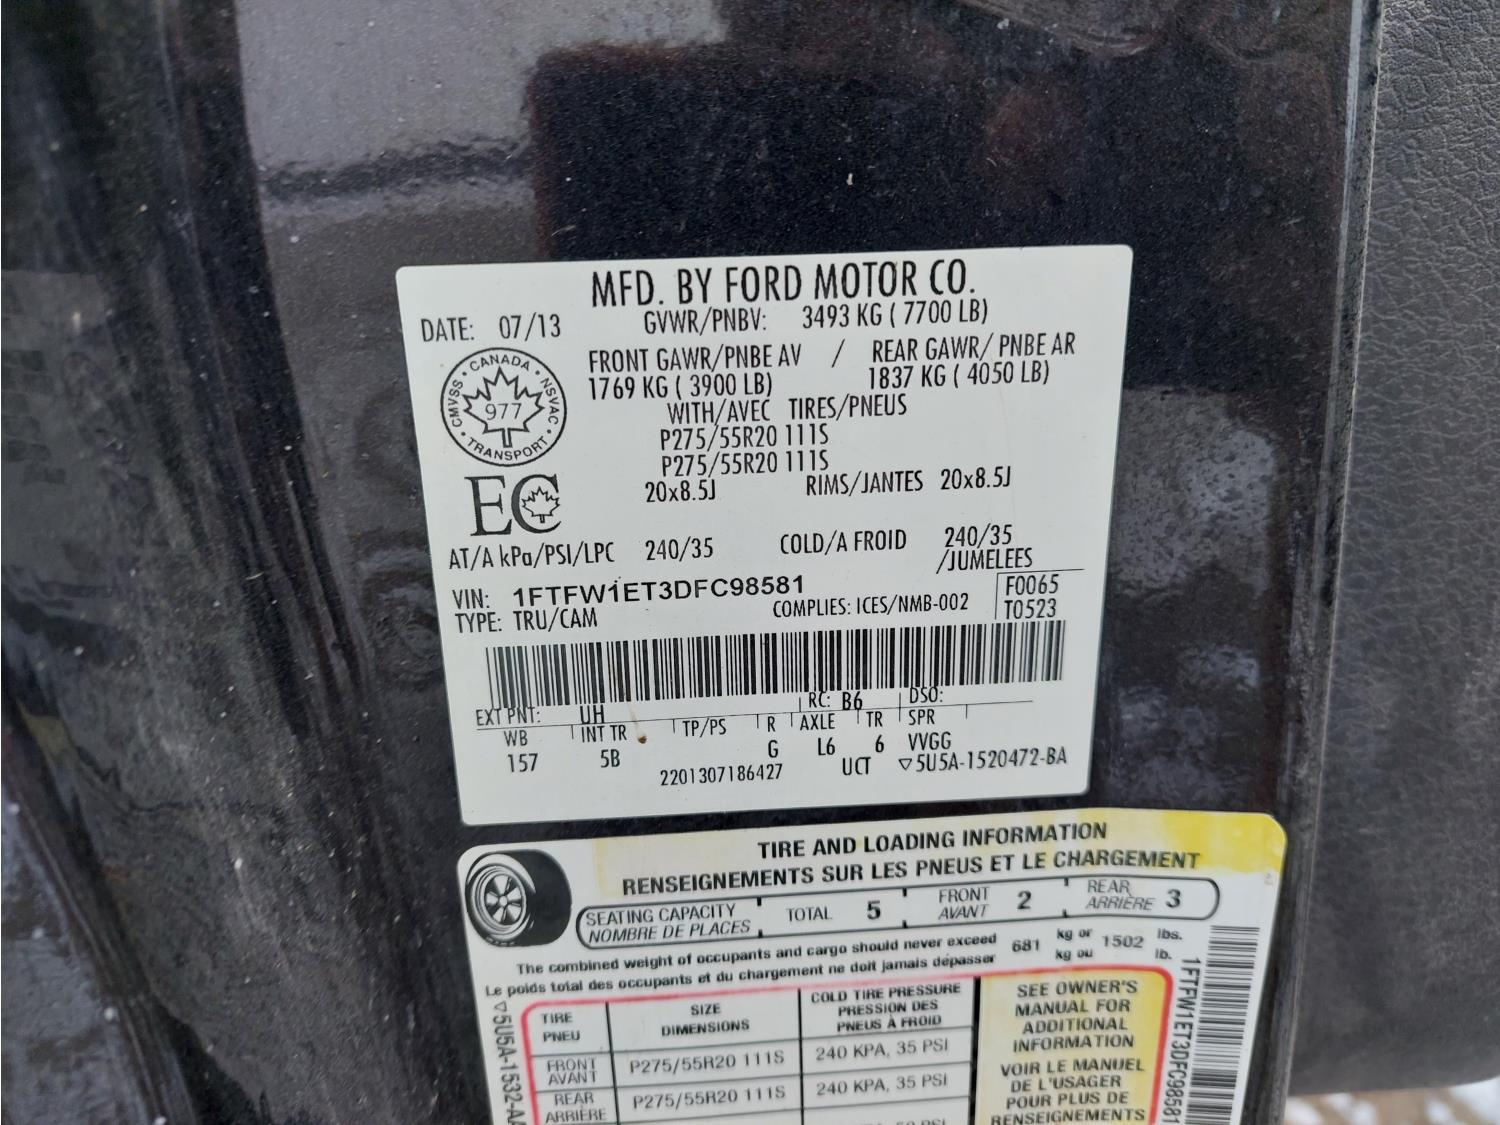 MFD. BY FORD MOTOR CO.
DATE: 07/13 GVWR/PNBV: 3493 KG ( 7700 LB)
FRONT GAWR/PNBE AV / REAR GAWR/ PNBE AR
1769 KG ( 3900 LB) 1837 KG ( 4050 LB)
WITH/AVEC TIRES/PNEUS
P275/55R20 111S
P275/55R20 111S
20x8.5J RIMS/JANTES 20x8.5J
CANADA
CMVSS 977 NSVAC
TRANSPORT
EC
AT/A kPa/PSI/LPC 240/35 COLD/A FROID 240/35
/JUMELEES
VIN: 1FTFW1ET3DFC98581
TYPE: TRU/CAM COMPLIES: ICES/NMB-002
F0065
T0523
EXT PNT: UH RC: B6 DSO:
WB INT TR TP/PS R AXLE TR SPR
157 5B G L6 6 VVGG
2201307186427 UCT ▽5U5A-1520472-BA
TIRE AND LOADING INFORMATION
RENSEIGNEMENTS SUR LES PNEUS ET LE CHARGEMENT
SEATING CAPACITY TOTAL 5 FRONT 2 REAR 3
NOMBRE DE PLACES AVANT ARRIÈRE
The combined weight of occupants and cargo should never exceed 681 kg or 1502 lbs.
Le poids total des occupants et du chargement ne doit jamais dépasser kg ou lb.
TIRE SIZE COLD TIRE PRESSURE
PNEU DIMENSIONS PRESSION DES
PNEUS À FROID
FRONT P275/55R20 111S 240 KPA, 35 PSI
AVANT
REAR P275/55R20 111S 240 KPA, 35 PSI
ARRIÈRE
SEE OWNER'S
MANUAL FOR
ADDITIONAL
INFORMATION
VOIR LE MANUEL
DE L'USAGER
POUR PLUS DE
RENSEIGNEMENTS
▽5U5A-1532-A
1FTFW1ET3DFC98581